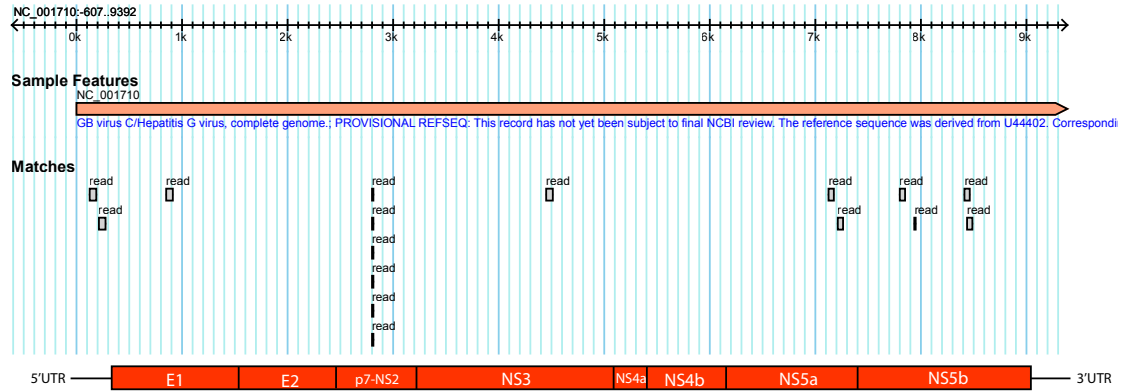 NC_001710:-607..9392
0k 1k 2k 3k 4k 5k 6k 7k 8k 9k
Sample Features
NC_001710
GB virus C/Hepatitis G virus, complete genome.; PROVISIONAL REFSEQ: This record has not yet been subject to final NCBI review. The reference sequence was derived from U44402. Correspondi
Matches
read read read read read read read
read read read read read
read
read
read
read
5'UTR E1 E2 p7-NS2 NS3 NS4a NS4b NS5a NS5b 3'UTR